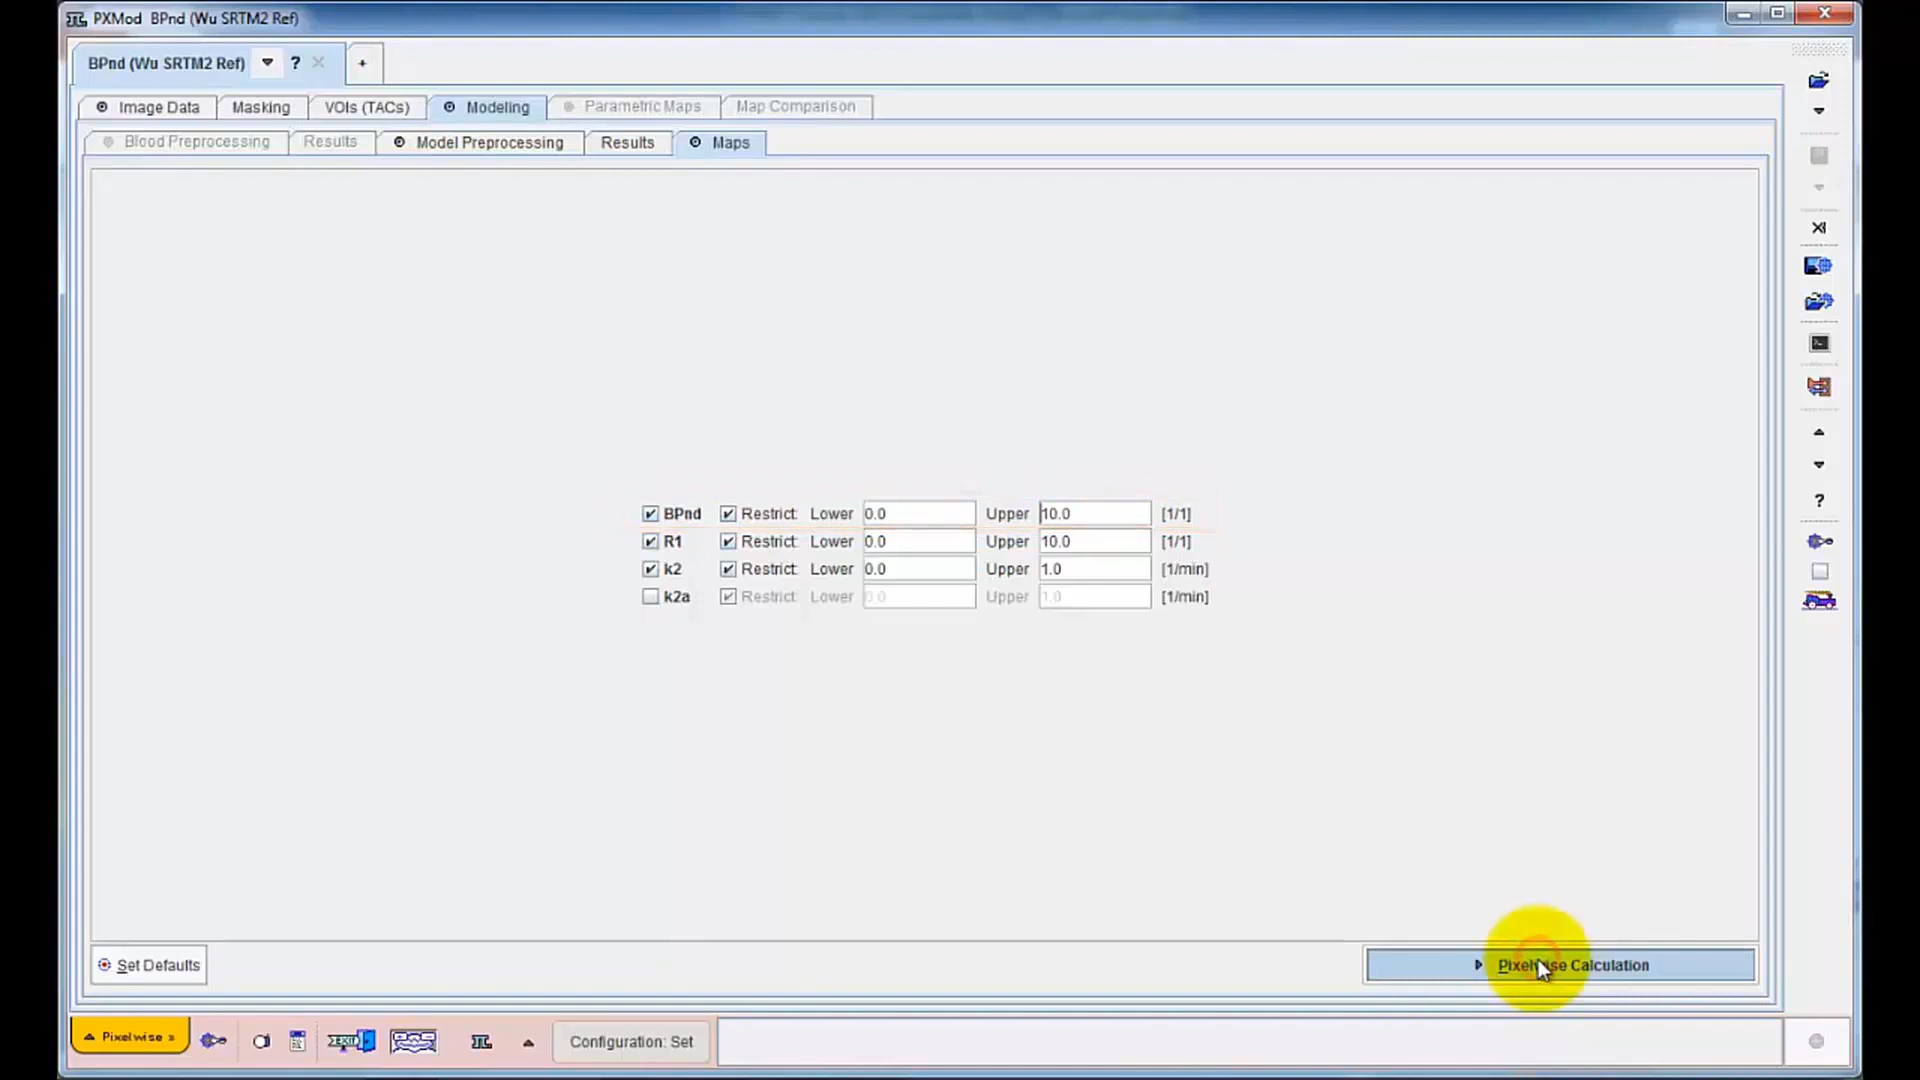 PXMod BPnd (Wu SRTM2 Ref)
BPnd (Wu SRTM2 Ref) ? +
Image Data Masking VOIs (TACs) Modeling Parametric Maps Map Comparison
Blood Preprocessing Results Model Preprocessing Results Maps
BPnd Restrict Lower 0.0 Upper 10.0 [1/1]
R1 Restrict Lower 0.0 Upper 10.0 [1/1]
k2 Restrict Lower 0.0 Upper 1.0 [1/min]
k2a Restrict Lower 0.0 Upper 1.0 [1/min]
?
Set Defaults Pixelwise Calculation
Pixelwise » EXIT Configuration: Set